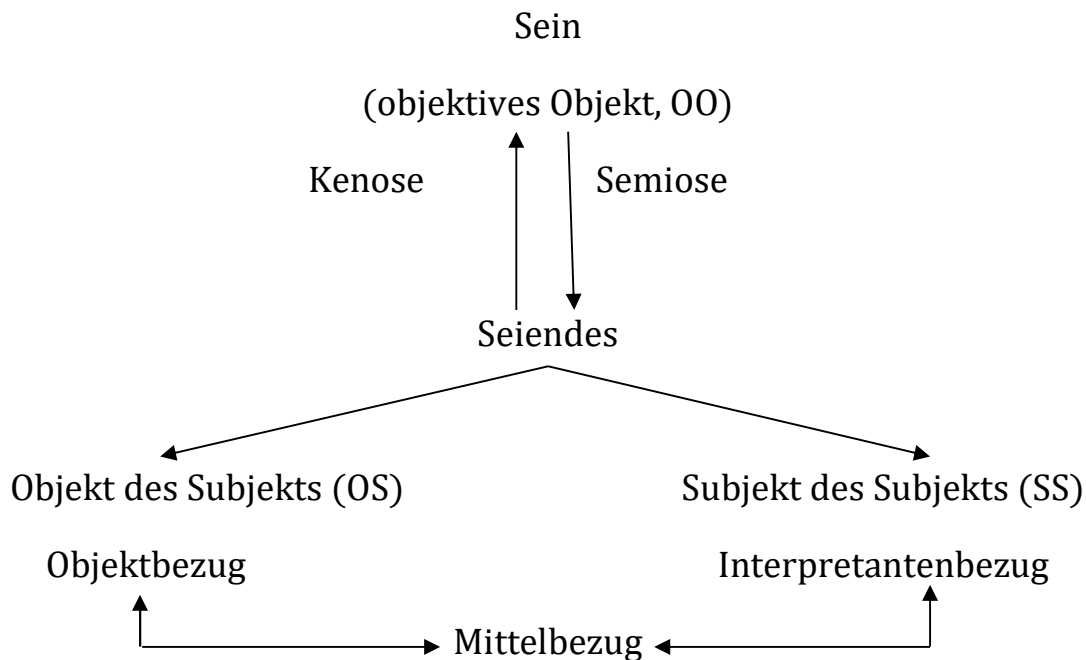 Sein
(objektives Objekt, OO)
Kenose Semiose
Seiendes
Objekt des Subjekts (OS) Subjekt des Subjekts (SS)
Objektbezug Interpretantenbezug
Mittelbezug